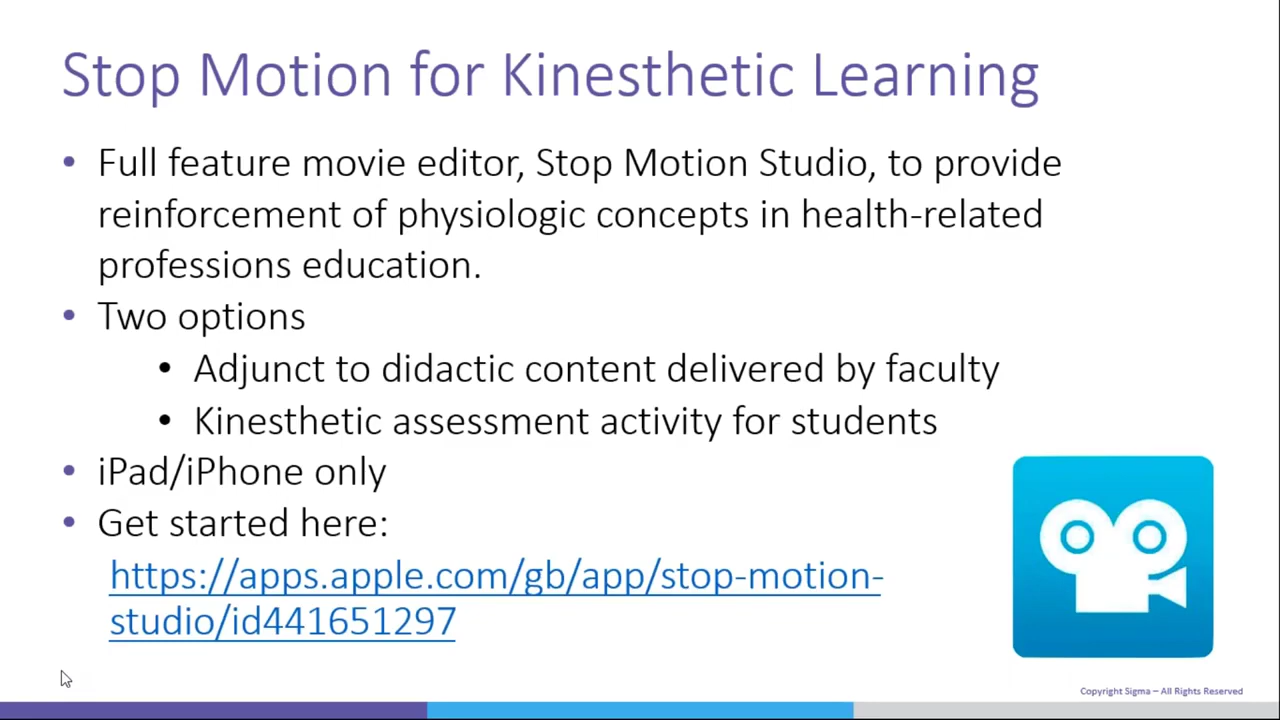 Stop Motion for Kinesthetic Learning
• Full feature movie editor, Stop Motion Studio, to provide
reinforcement of physiologic concepts in health-related
professions education.
• Two options
• Adjunct to didactic content delivered by faculty
• Kinesthetic assessment activity for students
• iPad/iPhone only
• Get started here:
https://apps.apple.com/gb/app/stop-motion-
studio/id441651297
Copyright Sigma – All Rights Reserved